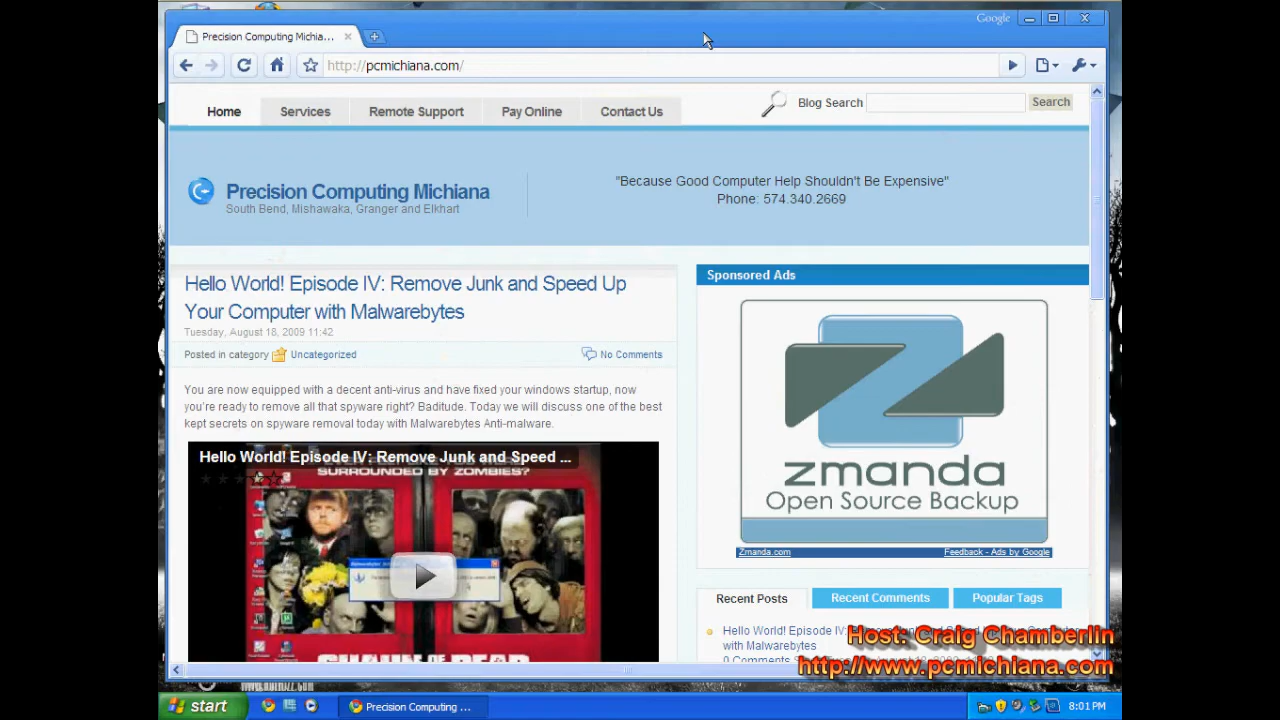 Google
Precision Computing Michia...
http://pcmichiana.com/
Home
Services
Remote Support
Pay Online
Contact Us
Blog Search
Search
Precision Computing Michiana
South Bend, Mishawaka, Granger and Elkhart
"Because Good Computer Help Shouldn't Be Expensive"
Phone: 574.340.2669
Hello World! Episode IV: Remove Junk and Speed Up
Your Computer with Malwarebytes
Tuesday, August 18, 2009 11:42
Posted in category Uncategorized
No Comments
You are now equipped with a decent anti-virus and have fixed your windows startup, now
you're ready to remove all that spyware right? Baditude. Today we will discuss one of the best
kept secrets on spyware removal today with Malwarebytes Anti-malware.
Hello World! Episode IV: Remove Junk and Speed ...
SURROUNDED BY ZOMBIES?
Sponsored Ads
zmanda
Open Source Backup
Zmanda.com
Feedback - Ads by Google
Recent Posts
Recent Comments
Popular Tags
Hello World! Episode IV:
with Malwarebytes
0 Comments
Host: Craig Chamberlin
http://www.pcmichiana.com
start
Precision Computing ...
8:01 PM